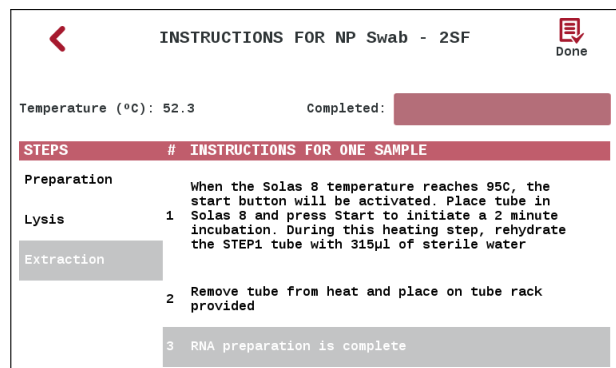 INSTRUCTIONS FOR NP Swab - 2SF
Done
Temperature (ºC): 52.3
Completed:
STEPS
# INSTRUCTIONS FOR ONE SAMPLE
Preparation
Lysis
Extraction
1
When the Solas 8 temperature reaches 95C, the
start button will be activated. Place tube in
Solas 8 and press Start to initiate a 2 minute
incubation. During this heating step, rehydrate
the STEP1 tube with 315µl of sterile water
2
Remove tube from heat and place on tube rack
provided
3 RNA preparation is complete